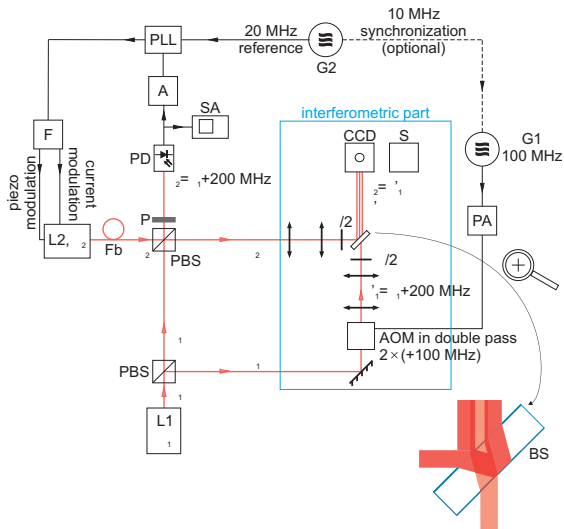 10 MHz
synchronization
(optional)
20 MHz
reference
G2
PLL
A
SA
interferometric part
CCD
S
G1
100 MHz
F
PD
piezo
modulation
current
modulation
₂= ₁+200 MHz
₂= ’₁
’
PA
P
L2, ₂
Fb
₂
PBS
₂
/2
/2
’₁= ₁+200 MHz
AOM in double pass
2×(+100 MHz)
₁
PBS
₁
L1
₁
₁
BS